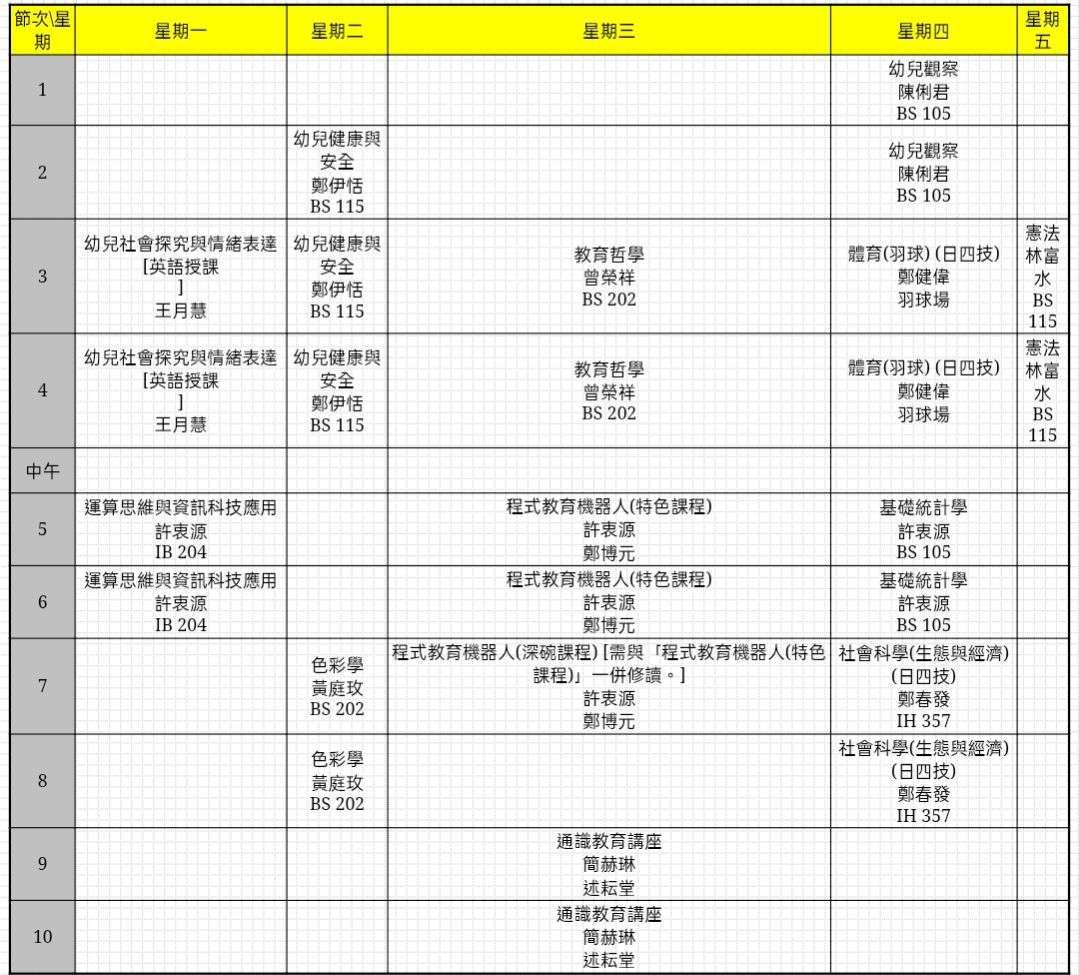 節次\星期
星期一
星期二
星期三
星期四
星期五
1
幼兒觀察
陳俐君
BS 105
2
幼兒健康與
安全
鄭伊恬
BS 115
幼兒觀察
陳俐君
BS 105
3
幼兒社會探究與情緒表達
[英語授課
]
王月慧
幼兒健康與
安全
鄭伊恬
BS 115
教育哲學
曾榮祥
BS 202
體育(羽球) (日四技)
鄭健偉
羽球場
憲法
林富
水
BS
115
4
幼兒社會探究與情緒表達
[英語授課
]
王月慧
幼兒健康與
安全
鄭伊恬
BS 115
教育哲學
曾榮祥
BS 202
體育(羽球) (日四技)
鄭健偉
羽球場
憲法
林富
水
BS
115
中午
5
運算思維與資訊科技應用
許衷源
IB 204
程式教育機器人(特色課程)
許衷源
鄭博元
基礎統計學
許衷源
BS 105
6
運算思維與資訊科技應用
許衷源
IB 204
程式教育機器人(特色課程)
許衷源
鄭博元
基礎統計學
許衷源
BS 105
7
色彩學
黃庭玫
BS 202
程式教育機器人(深碗課程) [需與「程式教育機器人(特色
課程)」一併修讀。]
許衷源
鄭博元
社會科學(生態與經濟)
(日四技)
鄭春發
IH 357
8
色彩學
黃庭玫
BS 202
社會科學(生態與經濟)
(日四技)
鄭春發
IH 357
9
通識教育講座
簡赫琳
述耘堂
10
通識教育講座
簡赫琳
述耘堂